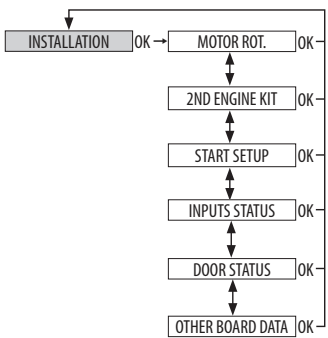 INSTALLATION OK MOTOR ROT. OK
2ND ENGINE KIT OK
START SETUP OK
INPUTS STATUS OK
DOOR STATUS OK
OTHER BOARD DATA OK